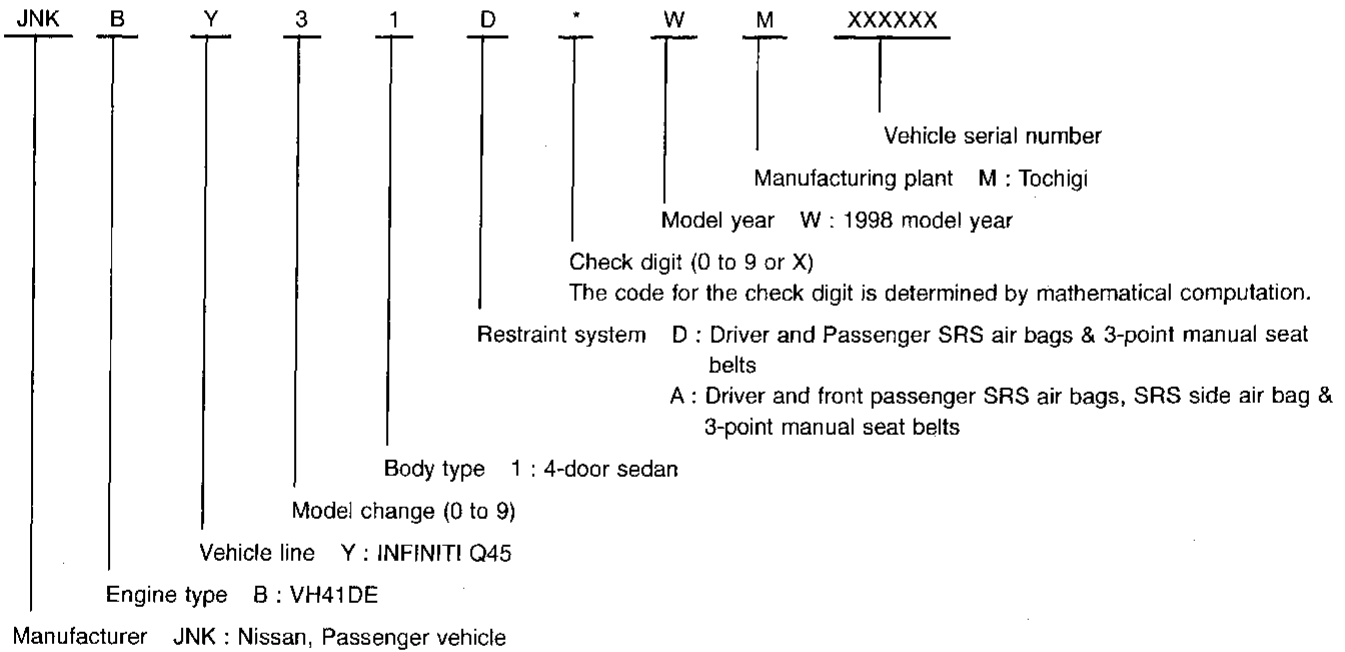 JNK B Y 3 1 D * W M XXXXXX
Vehicle serial number
Manufacturing plant M : Tochigi
Model year W : 1998 model year
Check digit (0 to 9 or X)
The code for the check digit is determined by mathematical computation.
Restraint system D : Driver and Passenger SRS air bags & 3-point manual seat
belts
A : Driver and front passenger SRS air bags, SRS side air bag &
3-point manual seat belts
Body type 1 : 4-door sedan
Model change (0 to 9)
Vehicle line Y : INFINITI Q45
Engine type B : VH41DE
Manufacturer JNK : Nissan, Passenger vehicle